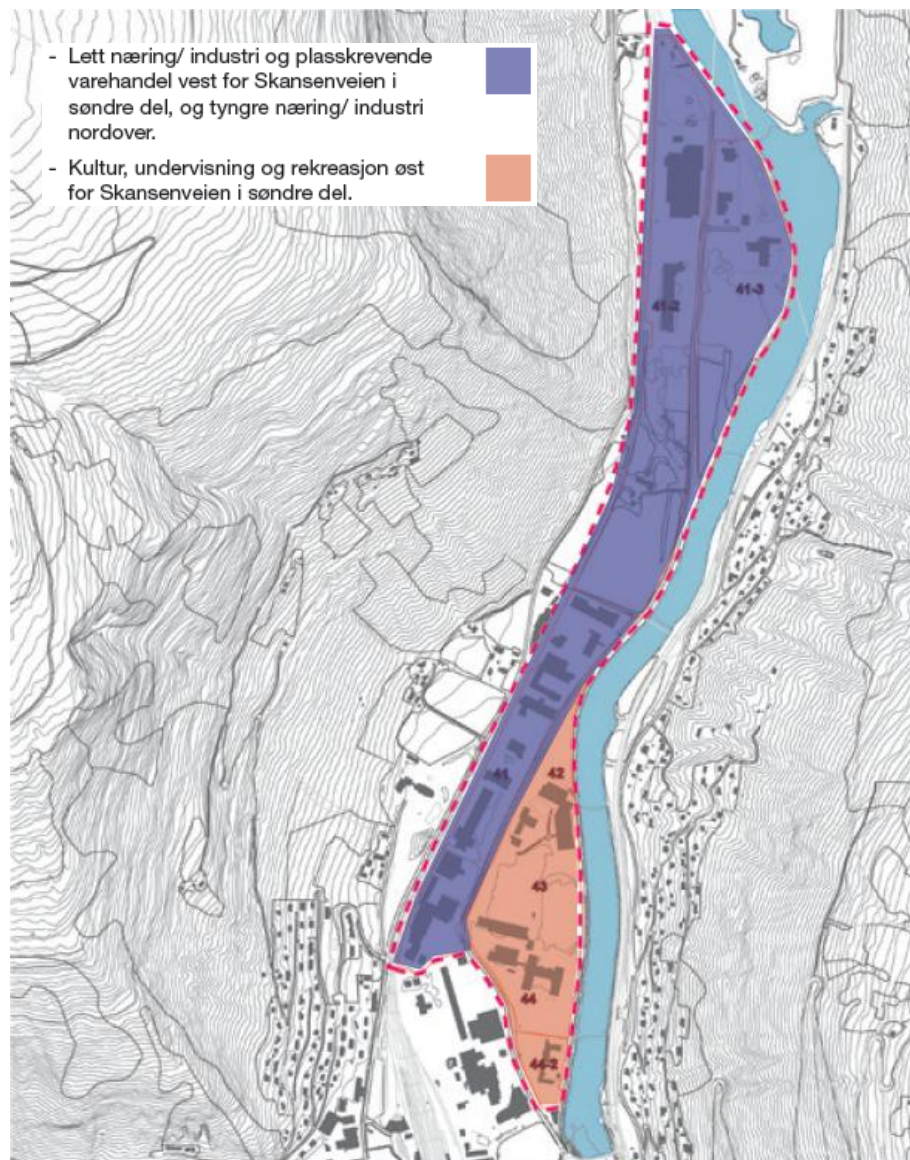 - Lett næring/ industri og plasskrevende
varehandel vest for Skansenveien i
søndre del, og tyngre næring/ industri
nordover.
- Kultur, undervisning og rekreasjon øst
for Skansenveien i søndre del.
41-2
41-3
41
42
43
44
44-2